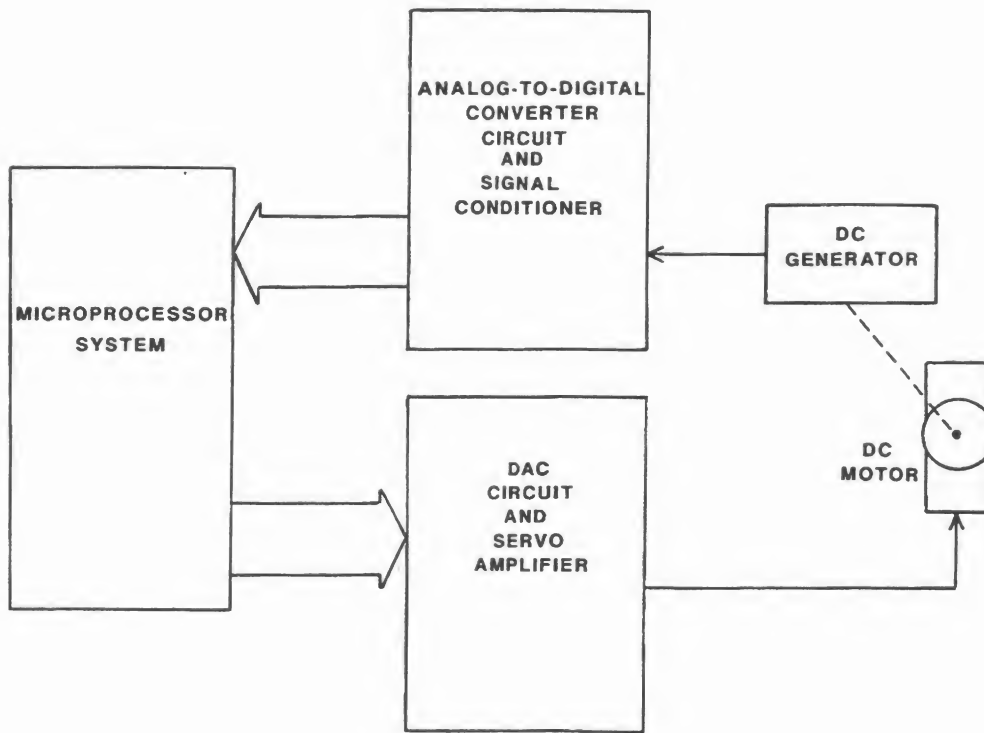 ANALOG-TO-DIGITAL
CONVERTER
CIRCUIT
AND
SIGNAL
CONDITIONER
DC
GENERATOR
MICROPROCESSOR
SYSTEM
DC
MOTOR
DAC
CIRCUIT
AND
SERVO
AMPLIFIER